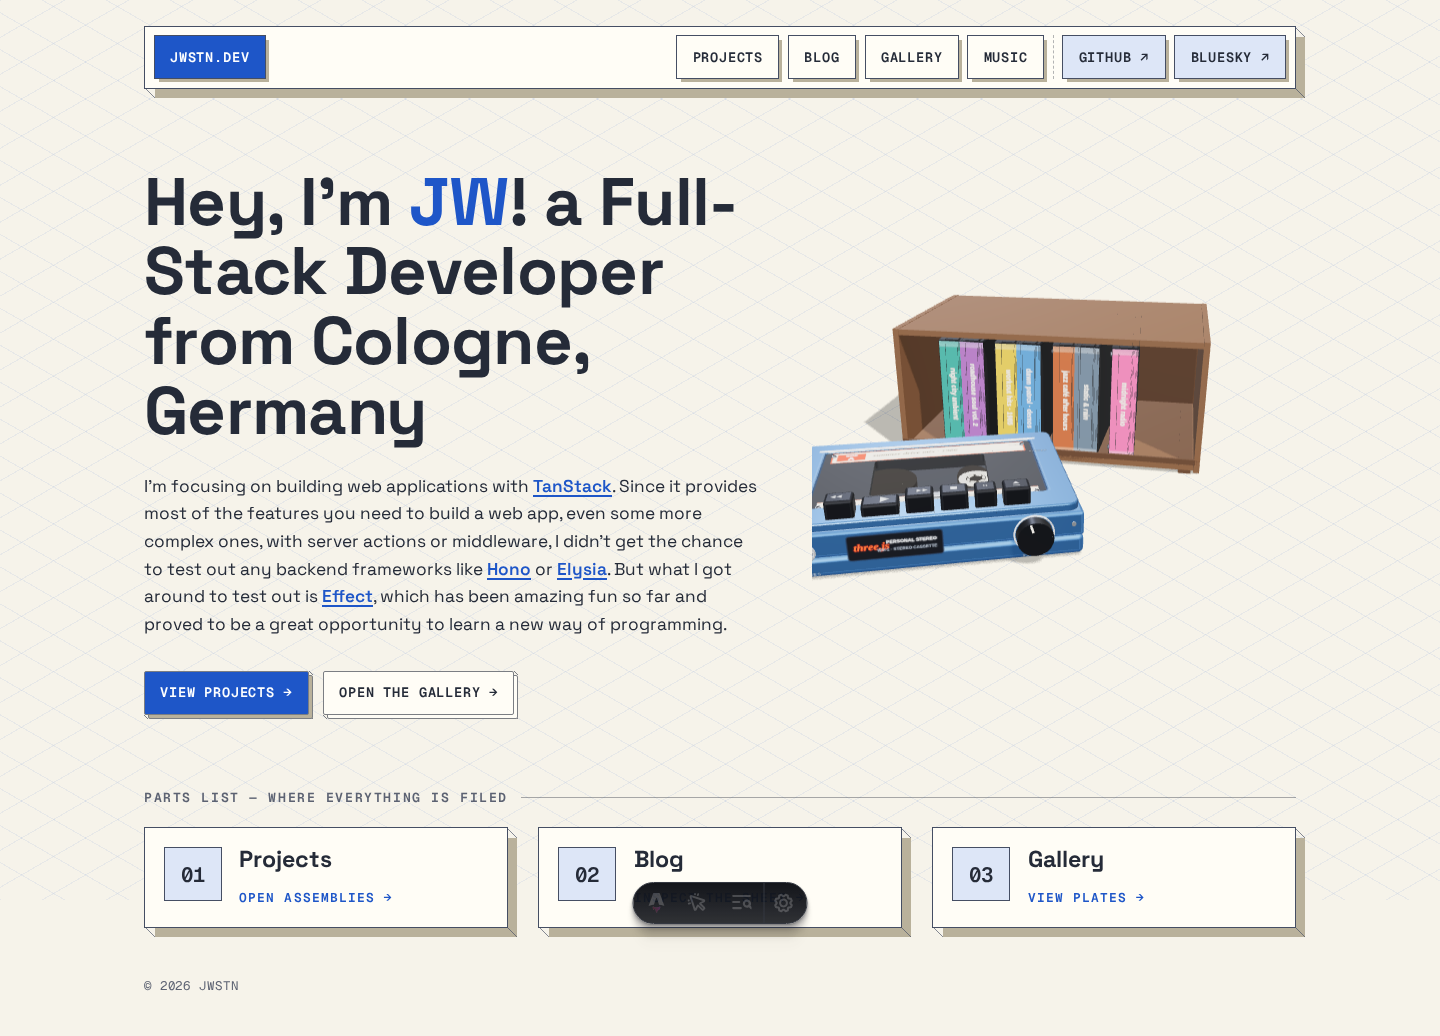 JWSTN.DEV
PROJECTS
BLOG
GALLERY
MUSIC
GITHUB ↗
BLUESKY ↗
Hey, I’m JW! a Full-
Stack Developer
from Cologne,
Germany
I’m focusing on building web applications with TanStack. Since it provides
most of the features you need to build a web app, even some more
complex ones, with server actions or middleware, I didn’t get the chance
to test out any backend frameworks like Hono or Elysia. But what I got
around to test out is Effect, which has been amazing fun so far and
proved to be a great opportunity to learn a new way of programming.
three.js
PERSONAL STEREO
VIEW PROJECTS →
OPEN THE GALLERY →
PARTS LIST — WHERE EVERYTHING IS FILED
01
Projects
OPEN ASSEMBLIES →
02
Blog
03
Gallery
VIEW PLATES →
© 2026 JWSTN